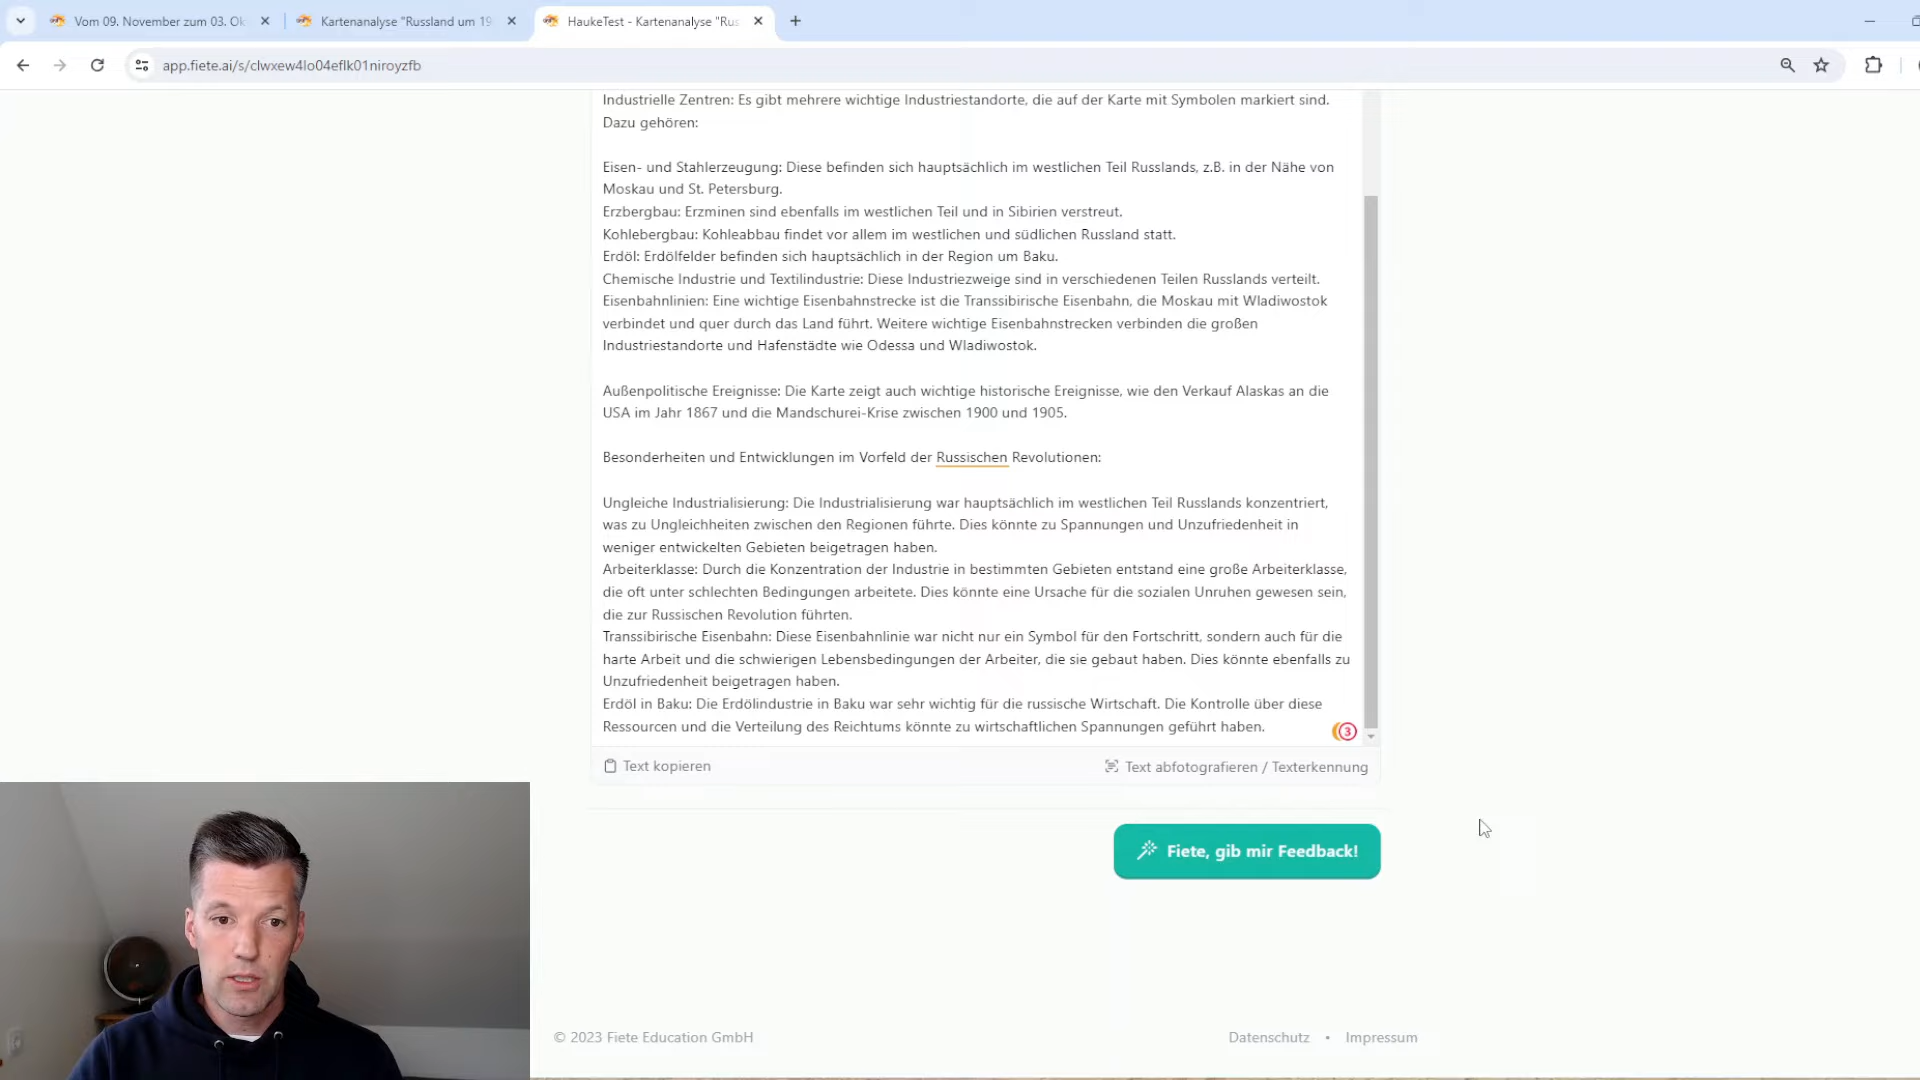 Vom 09. November zum 03. Ok
Kartenanalyse "Russland um 19
HaukeTest - Kartenanalyse "Rus
app.fiete.ai/s/clwxew4lo04eflk01niroyzfb
Industrielle Zentren: Es gibt mehrere wichtige Industriestandorte, die auf der Karte mit Symbolen markiert sind.
Dazu gehören:
Eisen- und Stahlerzeugung: Diese befinden sich hauptsächlich im westlichen Teil Russlands, z.B. in der Nähe von
Moskau und St. Petersburg.
Erzbergbau: Erzminen sind ebenfalls im westlichen Teil und in Sibirien verstreut.
Kohlebergbau: Kohleabbau findet vor allem im westlichen und südlichen Russland statt.
Erdöl: Erdölfelder befinden sich hauptsächlich in der Region um Baku.
Chemische Industrie und Textilindustrie: Diese Industriezweige sind in verschiedenen Teilen Russlands verteilt.
Eisenbahnlinien: Eine wichtige Eisenbahnstrecke ist die Transsibirische Eisenbahn, die Moskau mit Wladiwostok
verbindet und quer durch das Land führt. Weitere wichtige Eisenbahnstrecken verbinden die großen
Industriestandorte und Hafenstädte wie Odessa und Wladiwostok.
Außenpolitische Ereignisse: Die Karte zeigt auch wichtige historische Ereignisse, wie den Verkauf Alaskas an die
USA im Jahr 1867 und die Mandschurei-Krise zwischen 1900 und 1905.
Besonderheiten und Entwicklungen im Vorfeld der Russischen Revolutionen:
Ungleiche Industrialisierung: Die Industrialisierung war hauptsächlich im westlichen Teil Russlands konzentriert,
was zu Ungleichheiten zwischen den Regionen führte. Dies könnte zu Spannungen und Unzufriedenheit in
weniger entwickelten Gebieten beigetragen haben.
Arbeiterklasse: Durch die Konzentration der Industrie in bestimmten Gebieten entstand eine große Arbeiterklasse,
die oft unter schlechten Bedingungen arbeitete. Dies könnte eine Ursache für die sozialen Unruhen gewesen sein,
die zur Russischen Revolution führten.
Transsibirische Eisenbahn: Diese Eisenbahnlinie war nicht nur ein Symbol für den Fortschritt, sondern auch für die
harte Arbeit und die schwierigen Lebensbedingungen der Arbeiter, die sie gebaut haben. Dies könnte ebenfalls zu
Unzufriedenheit beigetragen haben.
Erdöl in Baku: Die Erdölindustrie in Baku war sehr wichtig für die russische Wirtschaft. Die Kontrolle über diese
Ressourcen und die Verteilung des Reichtums könnte zu wirtschaftlichen Spannungen geführt haben.
3
Text kopieren
Text abfotografieren / Texterkennung
Fiete, gib mir Feedback!
© 2023 Fiete Education GmbH
Datenschutz • Impressum